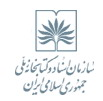 سازمان اسناد و کتابخانه ملی
جمهوری اسلامی ایران